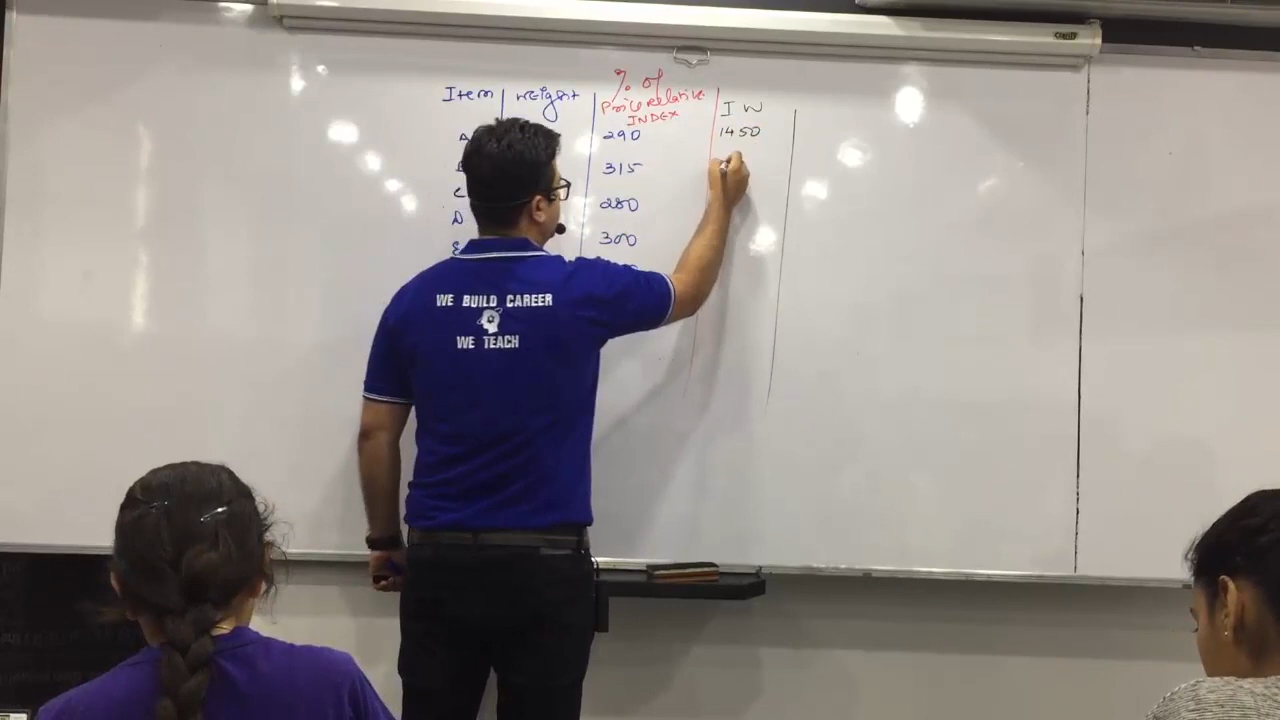 % of
Item weight Price relative I W
INDEX
A 290 1450
315
C 280
D 300
E
WE BUILD CAREER
WE TEACH